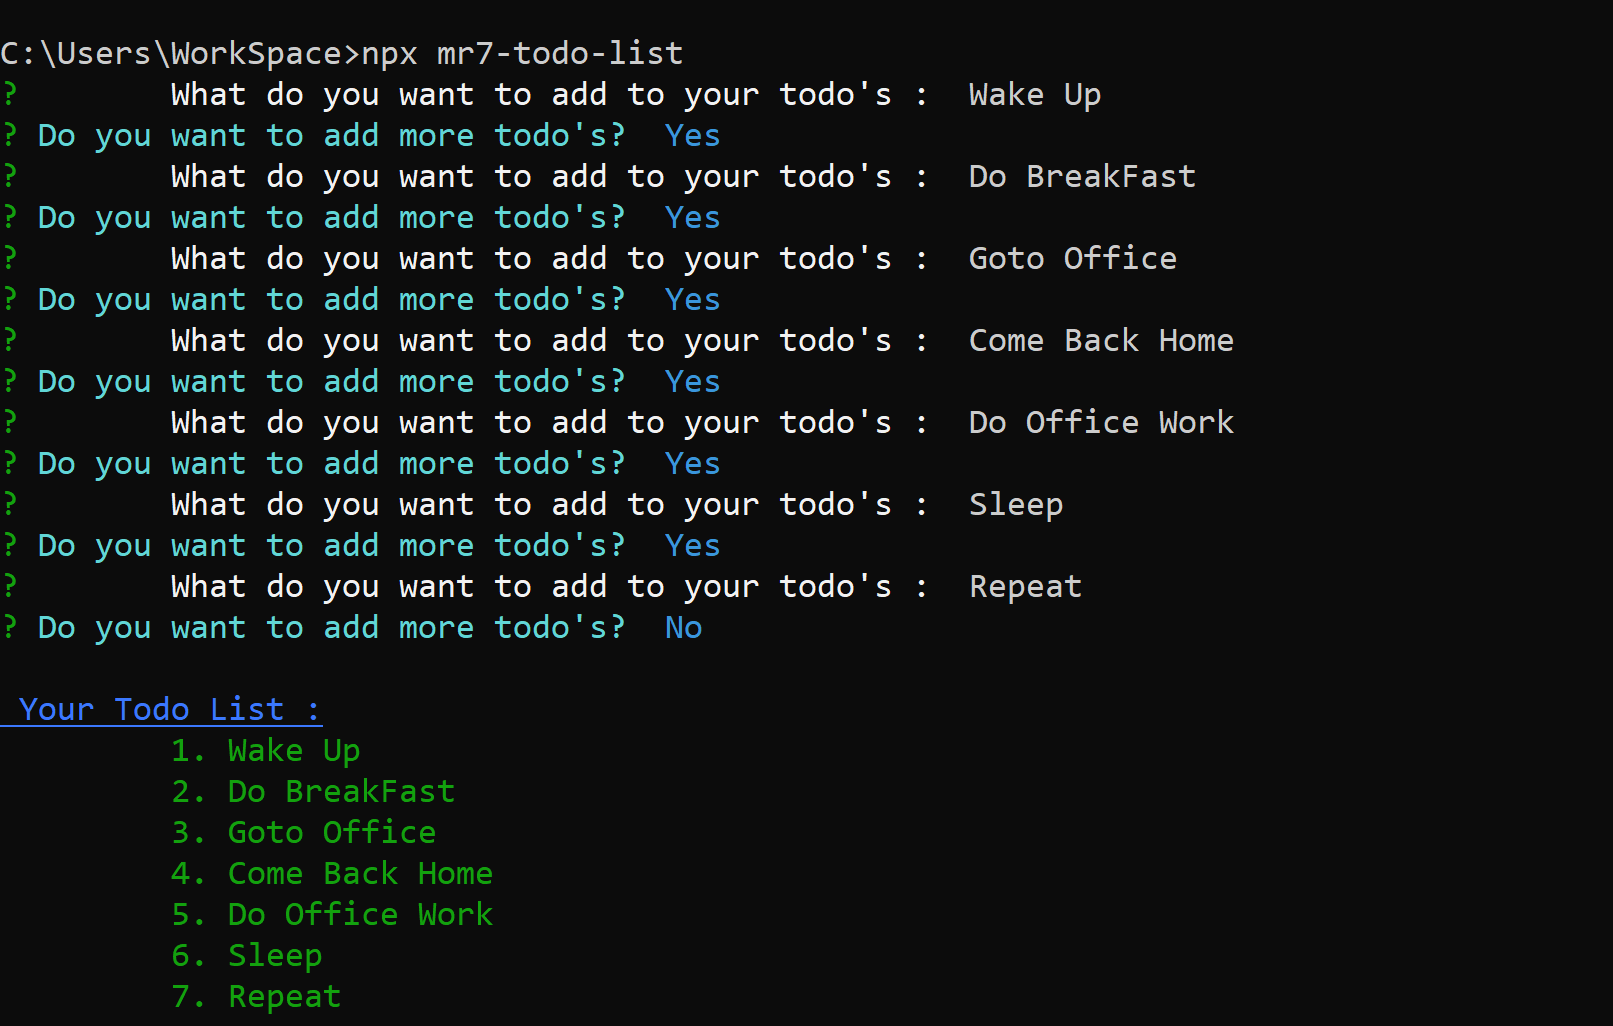 C:\Users\WorkSpace>npx mr7-todo-list
? What do you want to add to your todo's : Wake Up
? Do you want to add more todo's? Yes
? What do you want to add to your todo's : Do BreakFast
? Do you want to add more todo's? Yes
? What do you want to add to your todo's : Goto Office
? Do you want to add more todo's? Yes
? What do you want to add to your todo's : Come Back Home
? Do you want to add more todo's? Yes
? What do you want to add to your todo's : Do Office Work
? Do you want to add more todo's? Yes
? What do you want to add to your todo's : Sleep
? Do you want to add more todo's? Yes
? What do you want to add to your todo's : Repeat
? Do you want to add more todo's? No
Your Todo List :
1. Wake Up
2. Do BreakFast
3. Goto Office
4. Come Back Home
5. Do Office Work
6. Sleep
7. Repeat